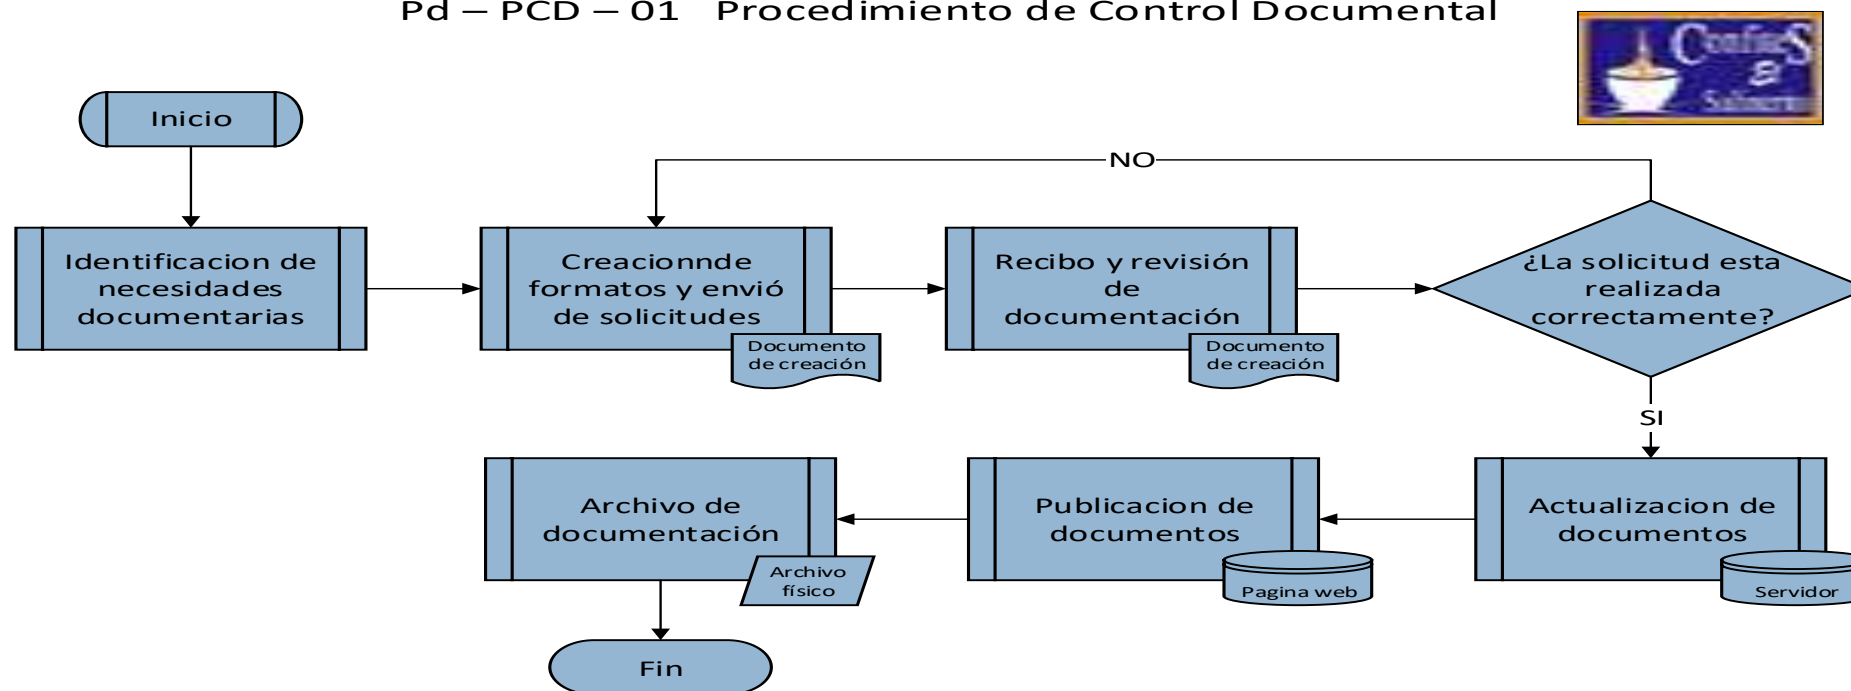 Pd – PCD – 01 Procedimiento de Control Documental
Confines
&
Inicio
NO
Identificacion de
necesidades
documentarias
Creacionnde
formatos y envió
de solicitudes
Documento
de creación
Recibo y revisión
de
documentación
Documento
de creación
¿La solicitud esta
realizada
correctamente?
SI
Actualizacion de
documentos
Servidor
Publicacion de
documentos
Pagina web
Archivo de
documentación
Archivo
físico
Fin